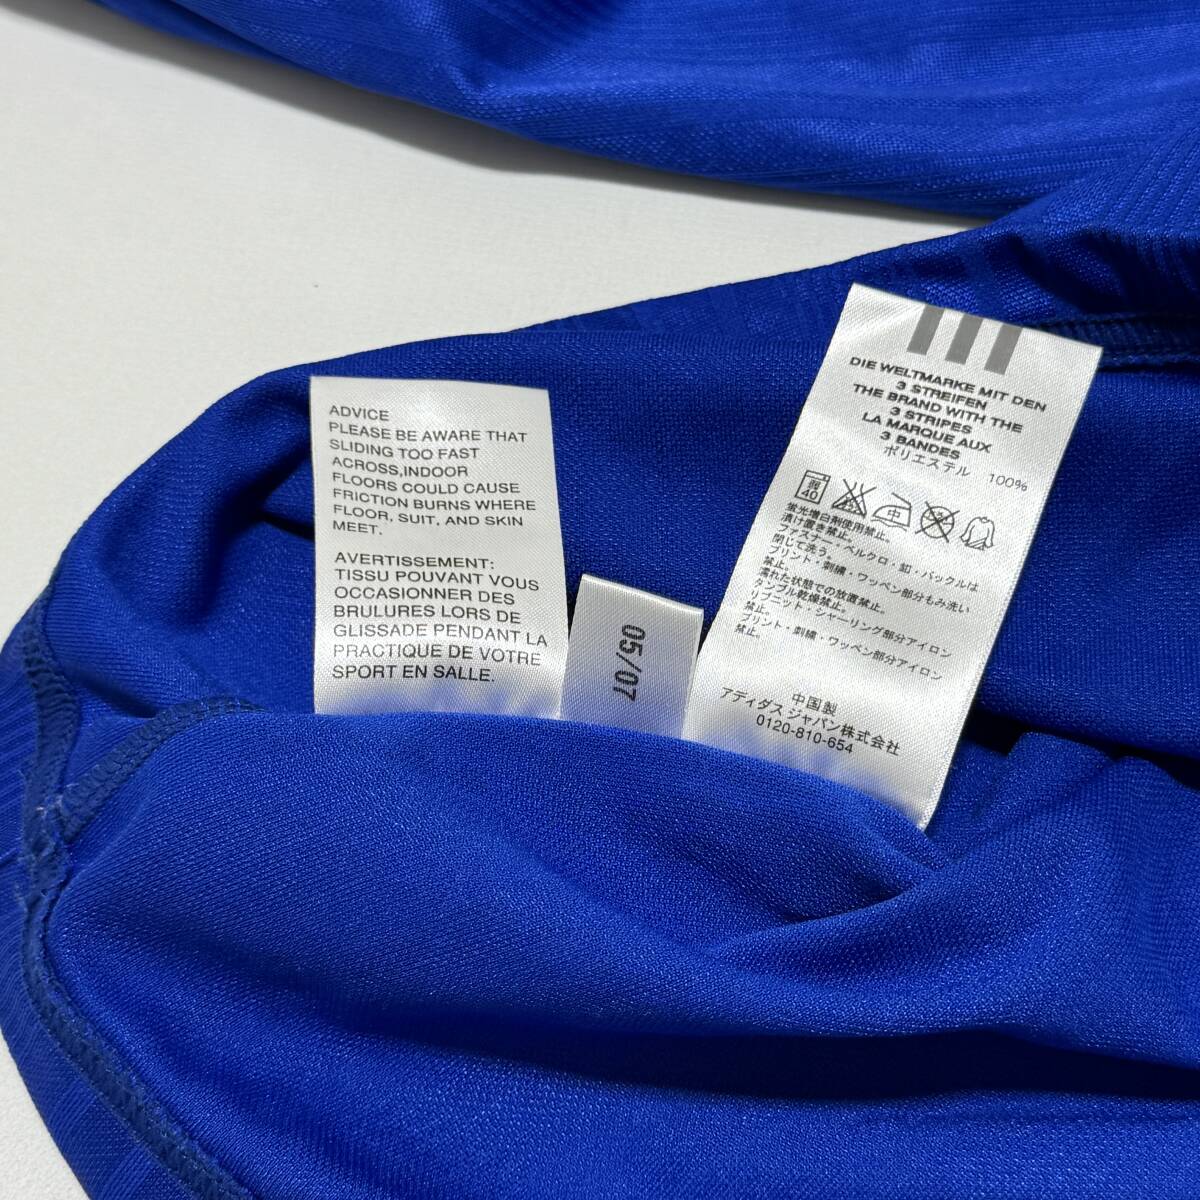 ADVICE
PLEASE BE AWARE THAT
SLIDING TOO FAST
ACROSS,INDOOR
FLOORS COULD CAUSE
FRICTION BURNS WHERE
FLOOR, SUIT, AND SKIN
MEET.
AVERTISSEMENT:
TISSU POUVANT VOUS
OCCASIONNER DES
BRULURES LORS DE
GLISSADE PENDANT LA
PRACTIQUE DE VOTRE
SPORT EN SALLE.
05/07
DIE WELTMARKE MIT DEN
3 STREIFEN
THE BRAND WITH THE
3 STRIPES
LA MARQUE AUX
3 BANDES
ポリエステル 100%
40
中
蛍光増白剤使用禁止。
漬け置き禁止。
ファスナー・ベルクロ・釦・バックルは
閉じて洗う。
プリント・刺繍・ワッペン部分もみ洗い
禁止。
濡れた状態での放置禁止。
タンブル乾燥禁止。
リブニット・シャーリング部分アイロン
禁止。
プリント・刺繍・ワッペン部分アイロン
禁止。
中国製
アディダス ジャパン株式会社
0120-810-654